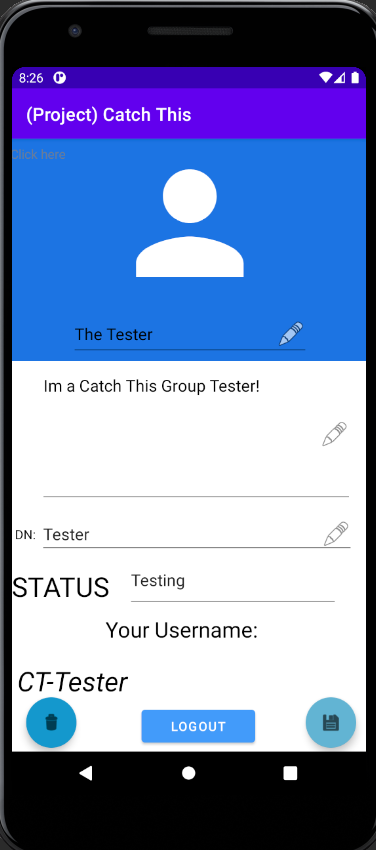 8:26
(Project) Catch This
Click here
The Tester
Im a Catch This Group Tester!
DN: Tester
STATUS Testing
Your Username:
CT-Tester
LOGOUT